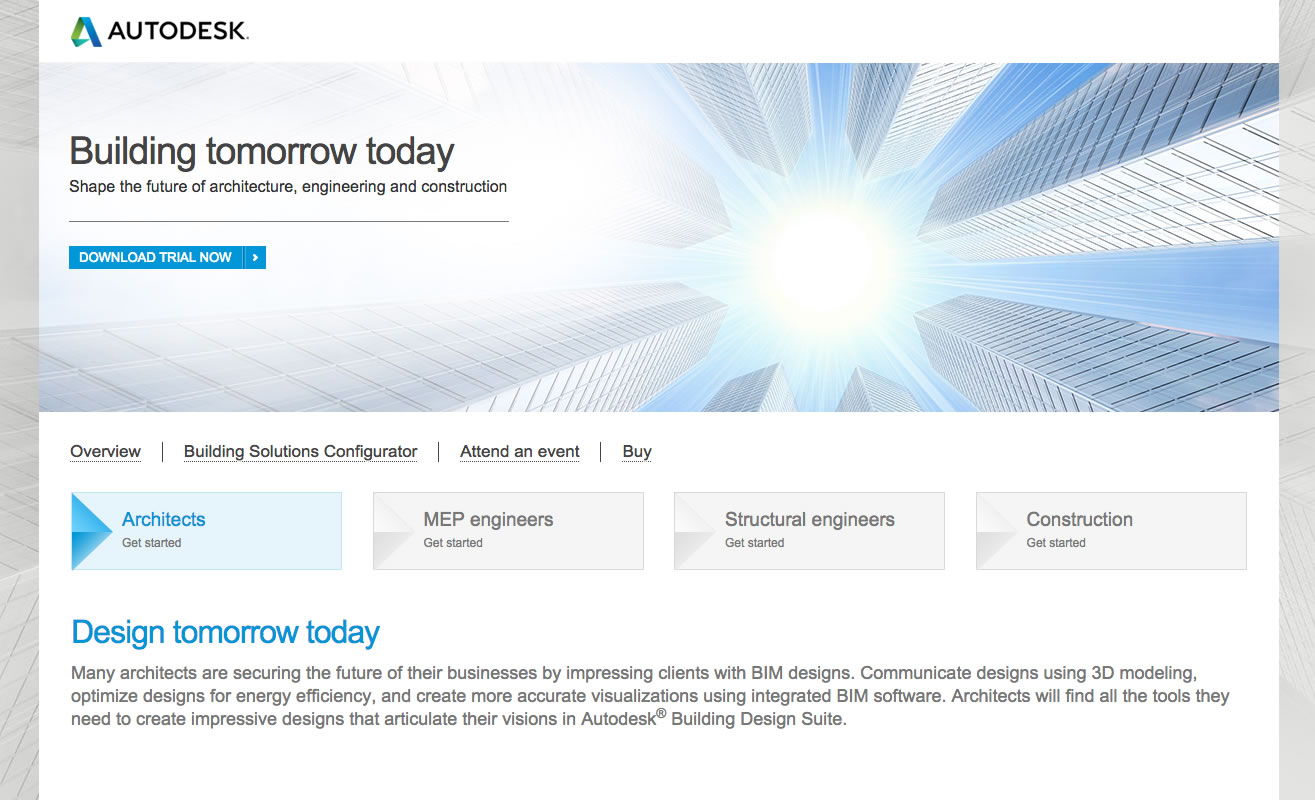 AUTODESK.
Building tomorrow today
Shape the future of architecture, engineering and construction
DOWNLOAD TRIAL NOW
Overview
Building Solutions Configurator
Attend an event
Buy
Architects
Get started
MEP engineers
Get started
Structural engineers
Get started
Construction
Get started
Design tomorrow today
Many architects are securing the future of their businesses by impressing clients with BIM designs. Communicate designs using 3D modeling,
optimize designs for energy efficiency, and create more accurate visualizations using integrated BIM software. Architects will find all the tools they
need to create impressive designs that articulate their visions in Autodesk® Building Design Suite.